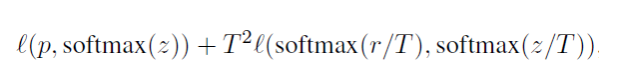 ℓ(p, softmax(z)) + T²ℓ(softmax(r/T), softmax(z/T)).